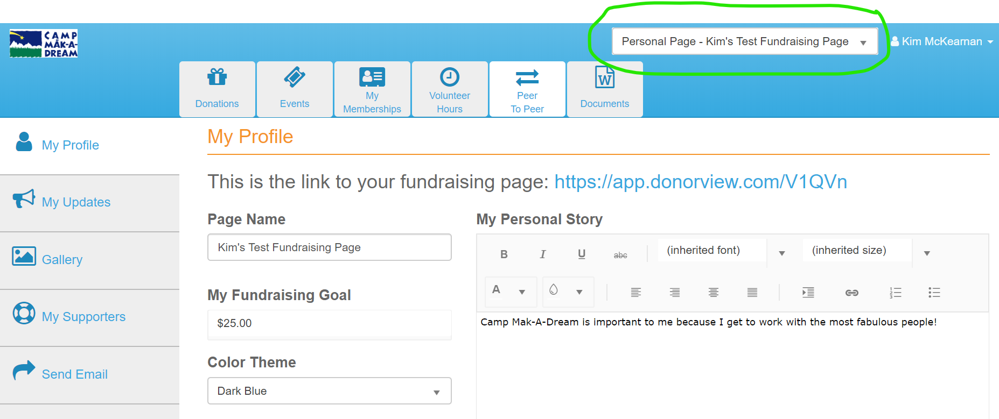 CAMP
MĀK-A-
DREAM
Personal Page - Kim's Test Fundraising Page
Kim McKearnan
Donations
Events
My
Memberships
Volunteer
Hours
Peer
To Peer
W
Documents
My Profile
My Updates
Gallery
My Supporters
Send Email
My Profile
This is the link to your fundraising page: https://app.donorview.com/V1QVn
Page Name
Kim's Test Fundraising Page
My Fundraising Goal
$25.00
Color Theme
Dark Blue
My Personal Story
B I U abc (inherited font) (inherited size)
A
Camp Mak-A-Dream is important to me because I get to work with the most fabulous people!